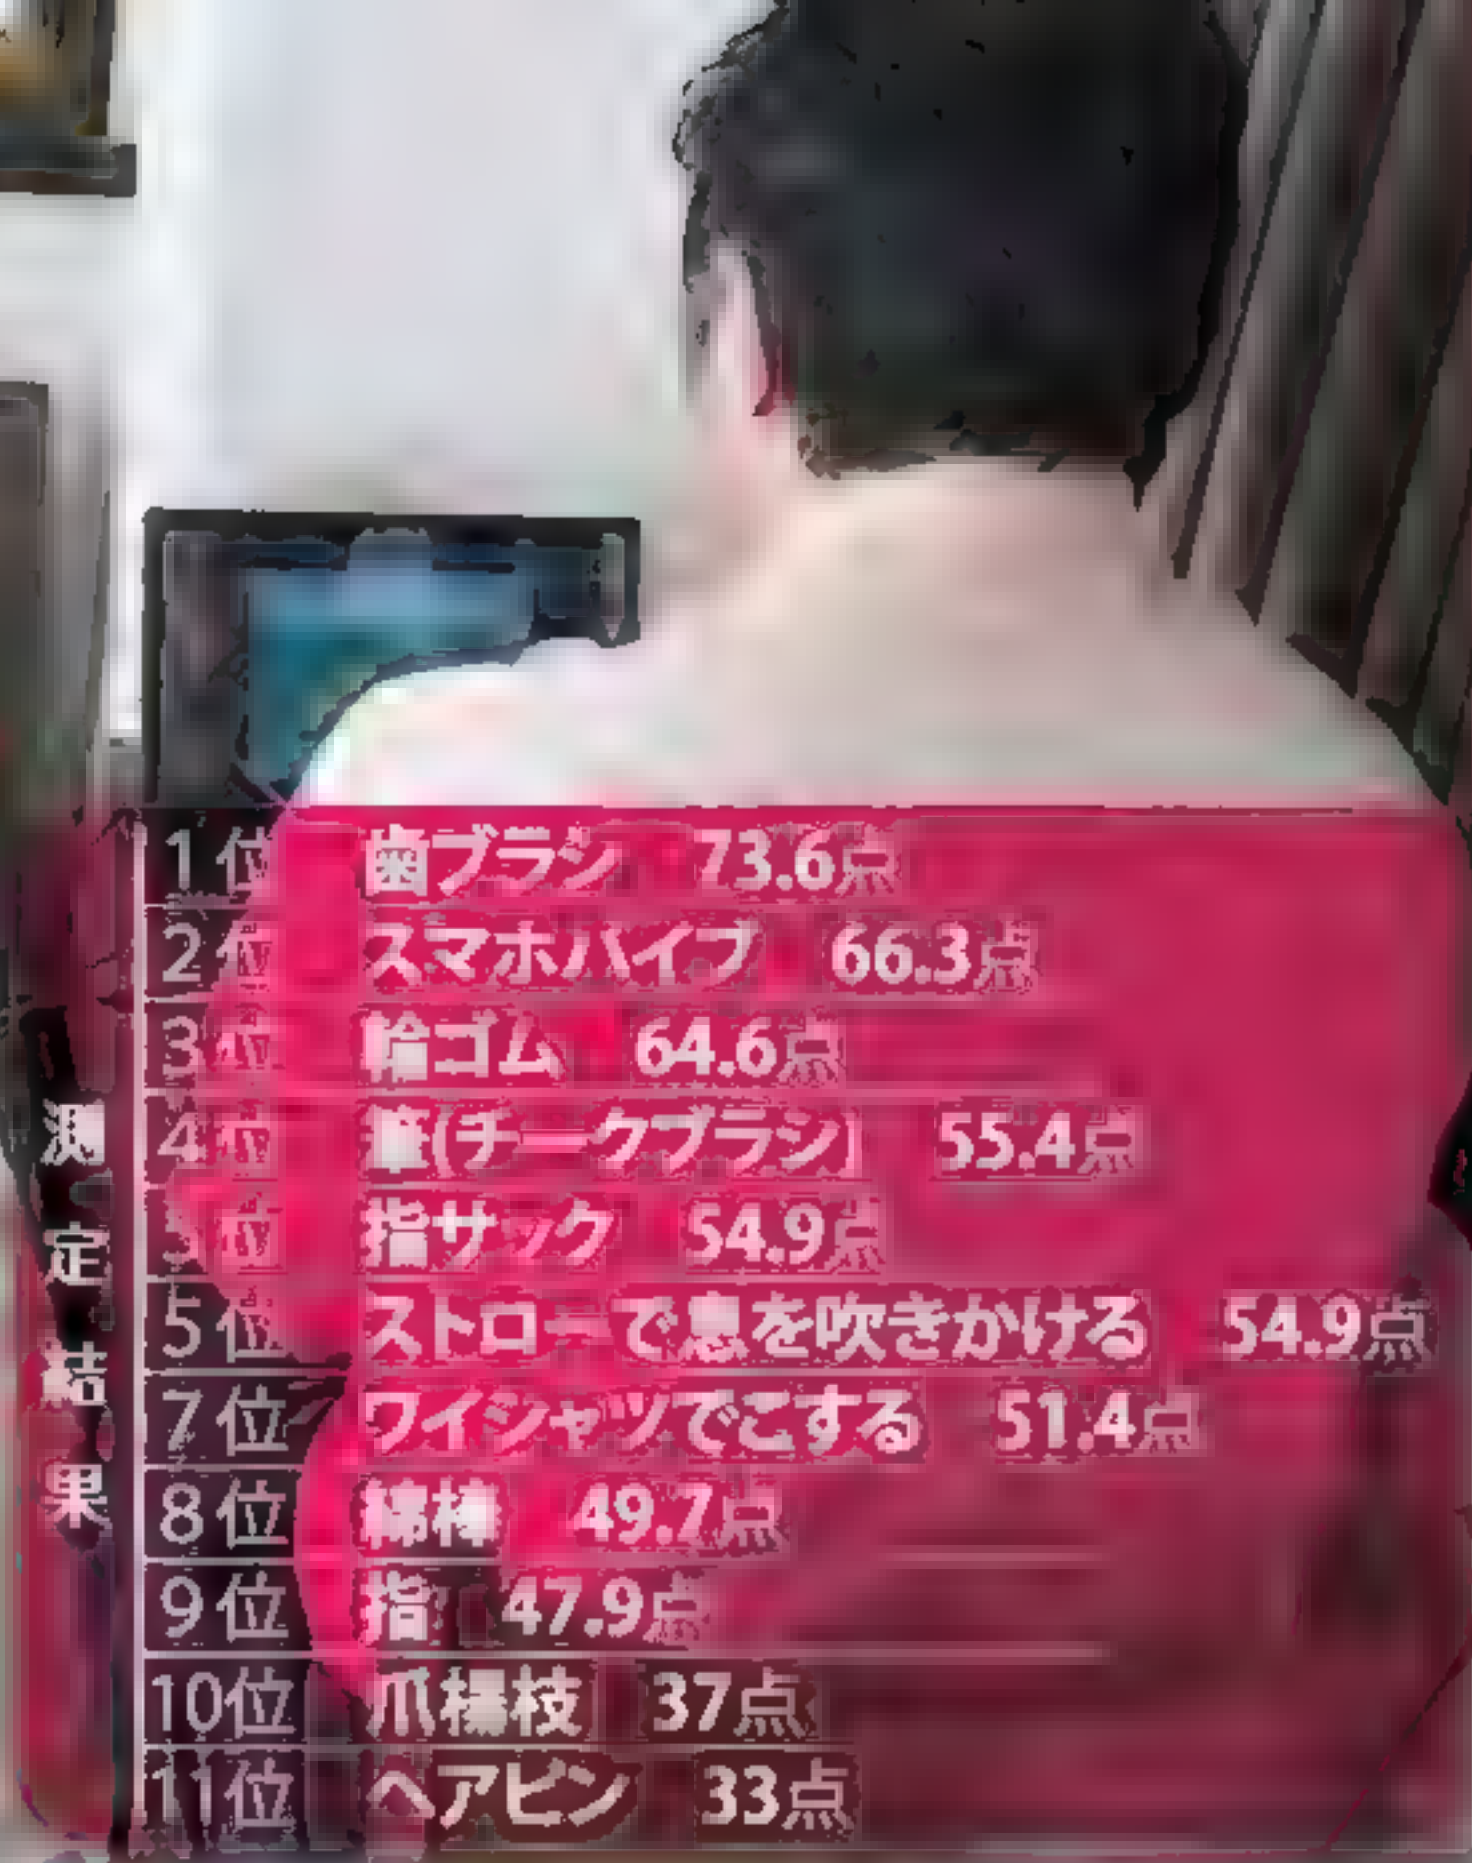 測定結果
1位 歯ブラシ 73.6点
2位 スマホバイブ 66.3点
3位 輪ゴム 64.6点
4位 筆(チークブラシ) 55.4点
5位 指サック 54.9点
5位 ストローで息を吹きかける 54.9点
7位 ワイシャツでこする 51.4点
8位 綿棒 49.7点
9位 指 47.9点
10位 爪楊枝 37点
11位 ヘアピン 33点